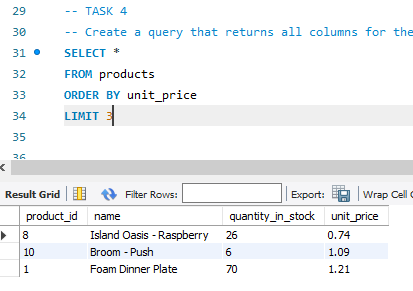 29 -- TASK 4
30 -- Create a query that returns all columns for the
31 SELECT *
32 FROM products
33 ORDER BY unit_price
34 LIMIT 3
35
36
Result Grid Filter Rows: Export: Wrap Cell C
product_id name quantity_in_stock unit_price
8 Island Oasis - Raspberry 26 0.74
10 Broom - Push 6 1.09
1 Foam Dinner Plate 70 1.21